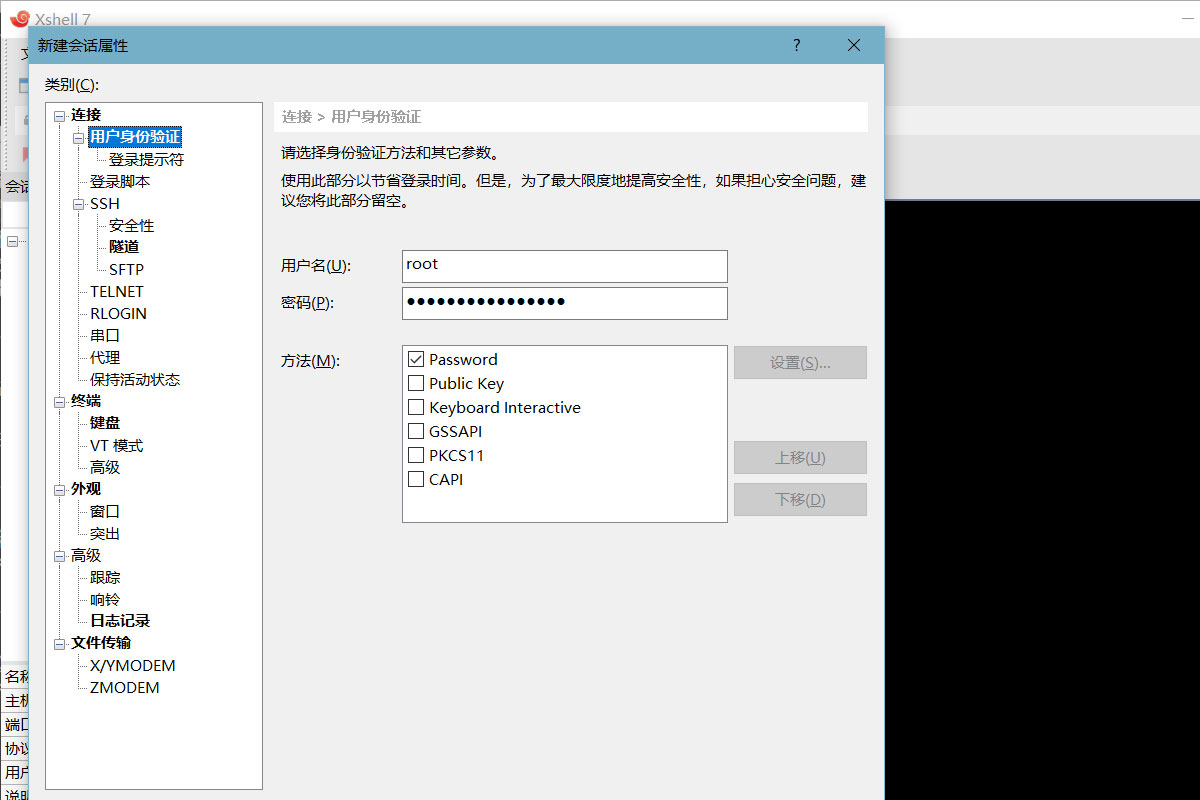 Xshell 7
新建会话属性
?
类别(C):
连接
用户身份验证
登录提示符
登录脚本
SSH
安全性
隧道
SFTP
TELNET
RLOGIN
串口
代理
保持活动状态
终端
键盘
VT 模式
高级
外观
窗口
突出
高级
跟踪
响铃
日志记录
文件传输
X/YMODEM
ZMODEM
连接 > 用户身份验证
请选择身份验证方法和其它参数。
使用此部分以节省登录时间。但是，为了最大限度地提高安全性，如果担心安全问题，建
议您将此部分留空。
用户名(U):
root
密码(P):
方法(M):
Password
Public Key
Keyboard Interactive
GSSAPI
PKCS11
CAPI
设置(S)...
上移(U)
下移(D)
会话
名称
主机
端口
协议
用户
说明